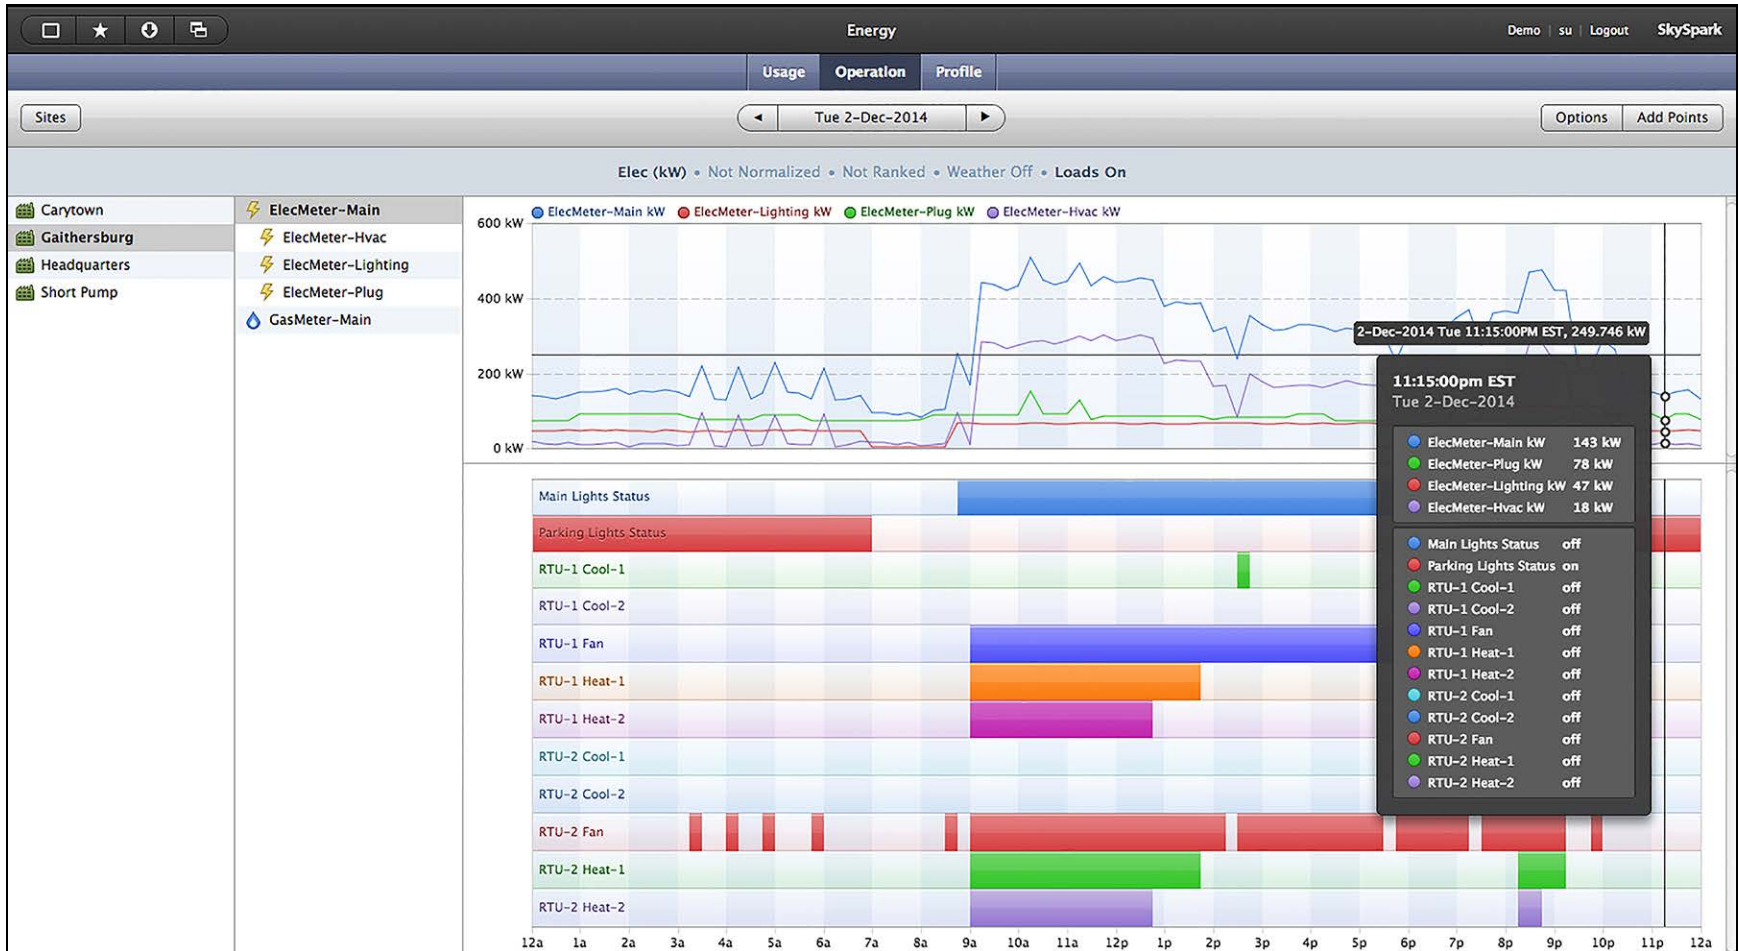 Energy
Demo | su | Logout SkySpark
Usage Operation Profile
Sites
Tue 2-Dec-2014
Options Add Points
Elec (kW) • Not Normalized • Not Ranked • Weather Off • Loads On
Carytown
Gaithersburg
Headquarters
Short Pump
ElecMeter-Main
ElecMeter-Hvac
ElecMeter-Lighting
ElecMeter-Plug
GasMeter-Main
ElecMeter-Main kW ElecMeter-Lighting kW ElecMeter-Plug kW ElecMeter-Hvac kW
600 kW
400 kW
200 kW
0 kW
2-Dec-2014 Tue 11:15:00PM EST, 249.746 kW
11:15:00pm EST
Tue 2-Dec-2014
ElecMeter-Main kW 143 kW
ElecMeter-Plug kW 78 kW
ElecMeter-Lighting kW 47 kW
ElecMeter-Hvac kW 18 kW
Main Lights Status off
Parking Lights Status on
RTU-1 Cool-1 off
RTU-1 Cool-2 off
RTU-1 Fan off
RTU-1 Heat-1 off
RTU-1 Heat-2 off
RTU-2 Cool-1 off
RTU-2 Cool-2 off
RTU-2 Fan off
RTU-2 Heat-1 off
RTU-2 Heat-2 off
Main Lights Status
Parking Lights Status
RTU-1 Cool-1
RTU-1 Cool-2
RTU-1 Fan
RTU-1 Heat-1
RTU-1 Heat-2
RTU-2 Cool-1
RTU-2 Cool-2
RTU-2 Fan
RTU-2 Heat-1
RTU-2 Heat-2
12a 1a 2a 3a 4a 5a 6a 7a 8a 9a 10a 11a 12p 1p 2p 3p 4p 5p 6p 7p 8p 9p 10p 11p 12a